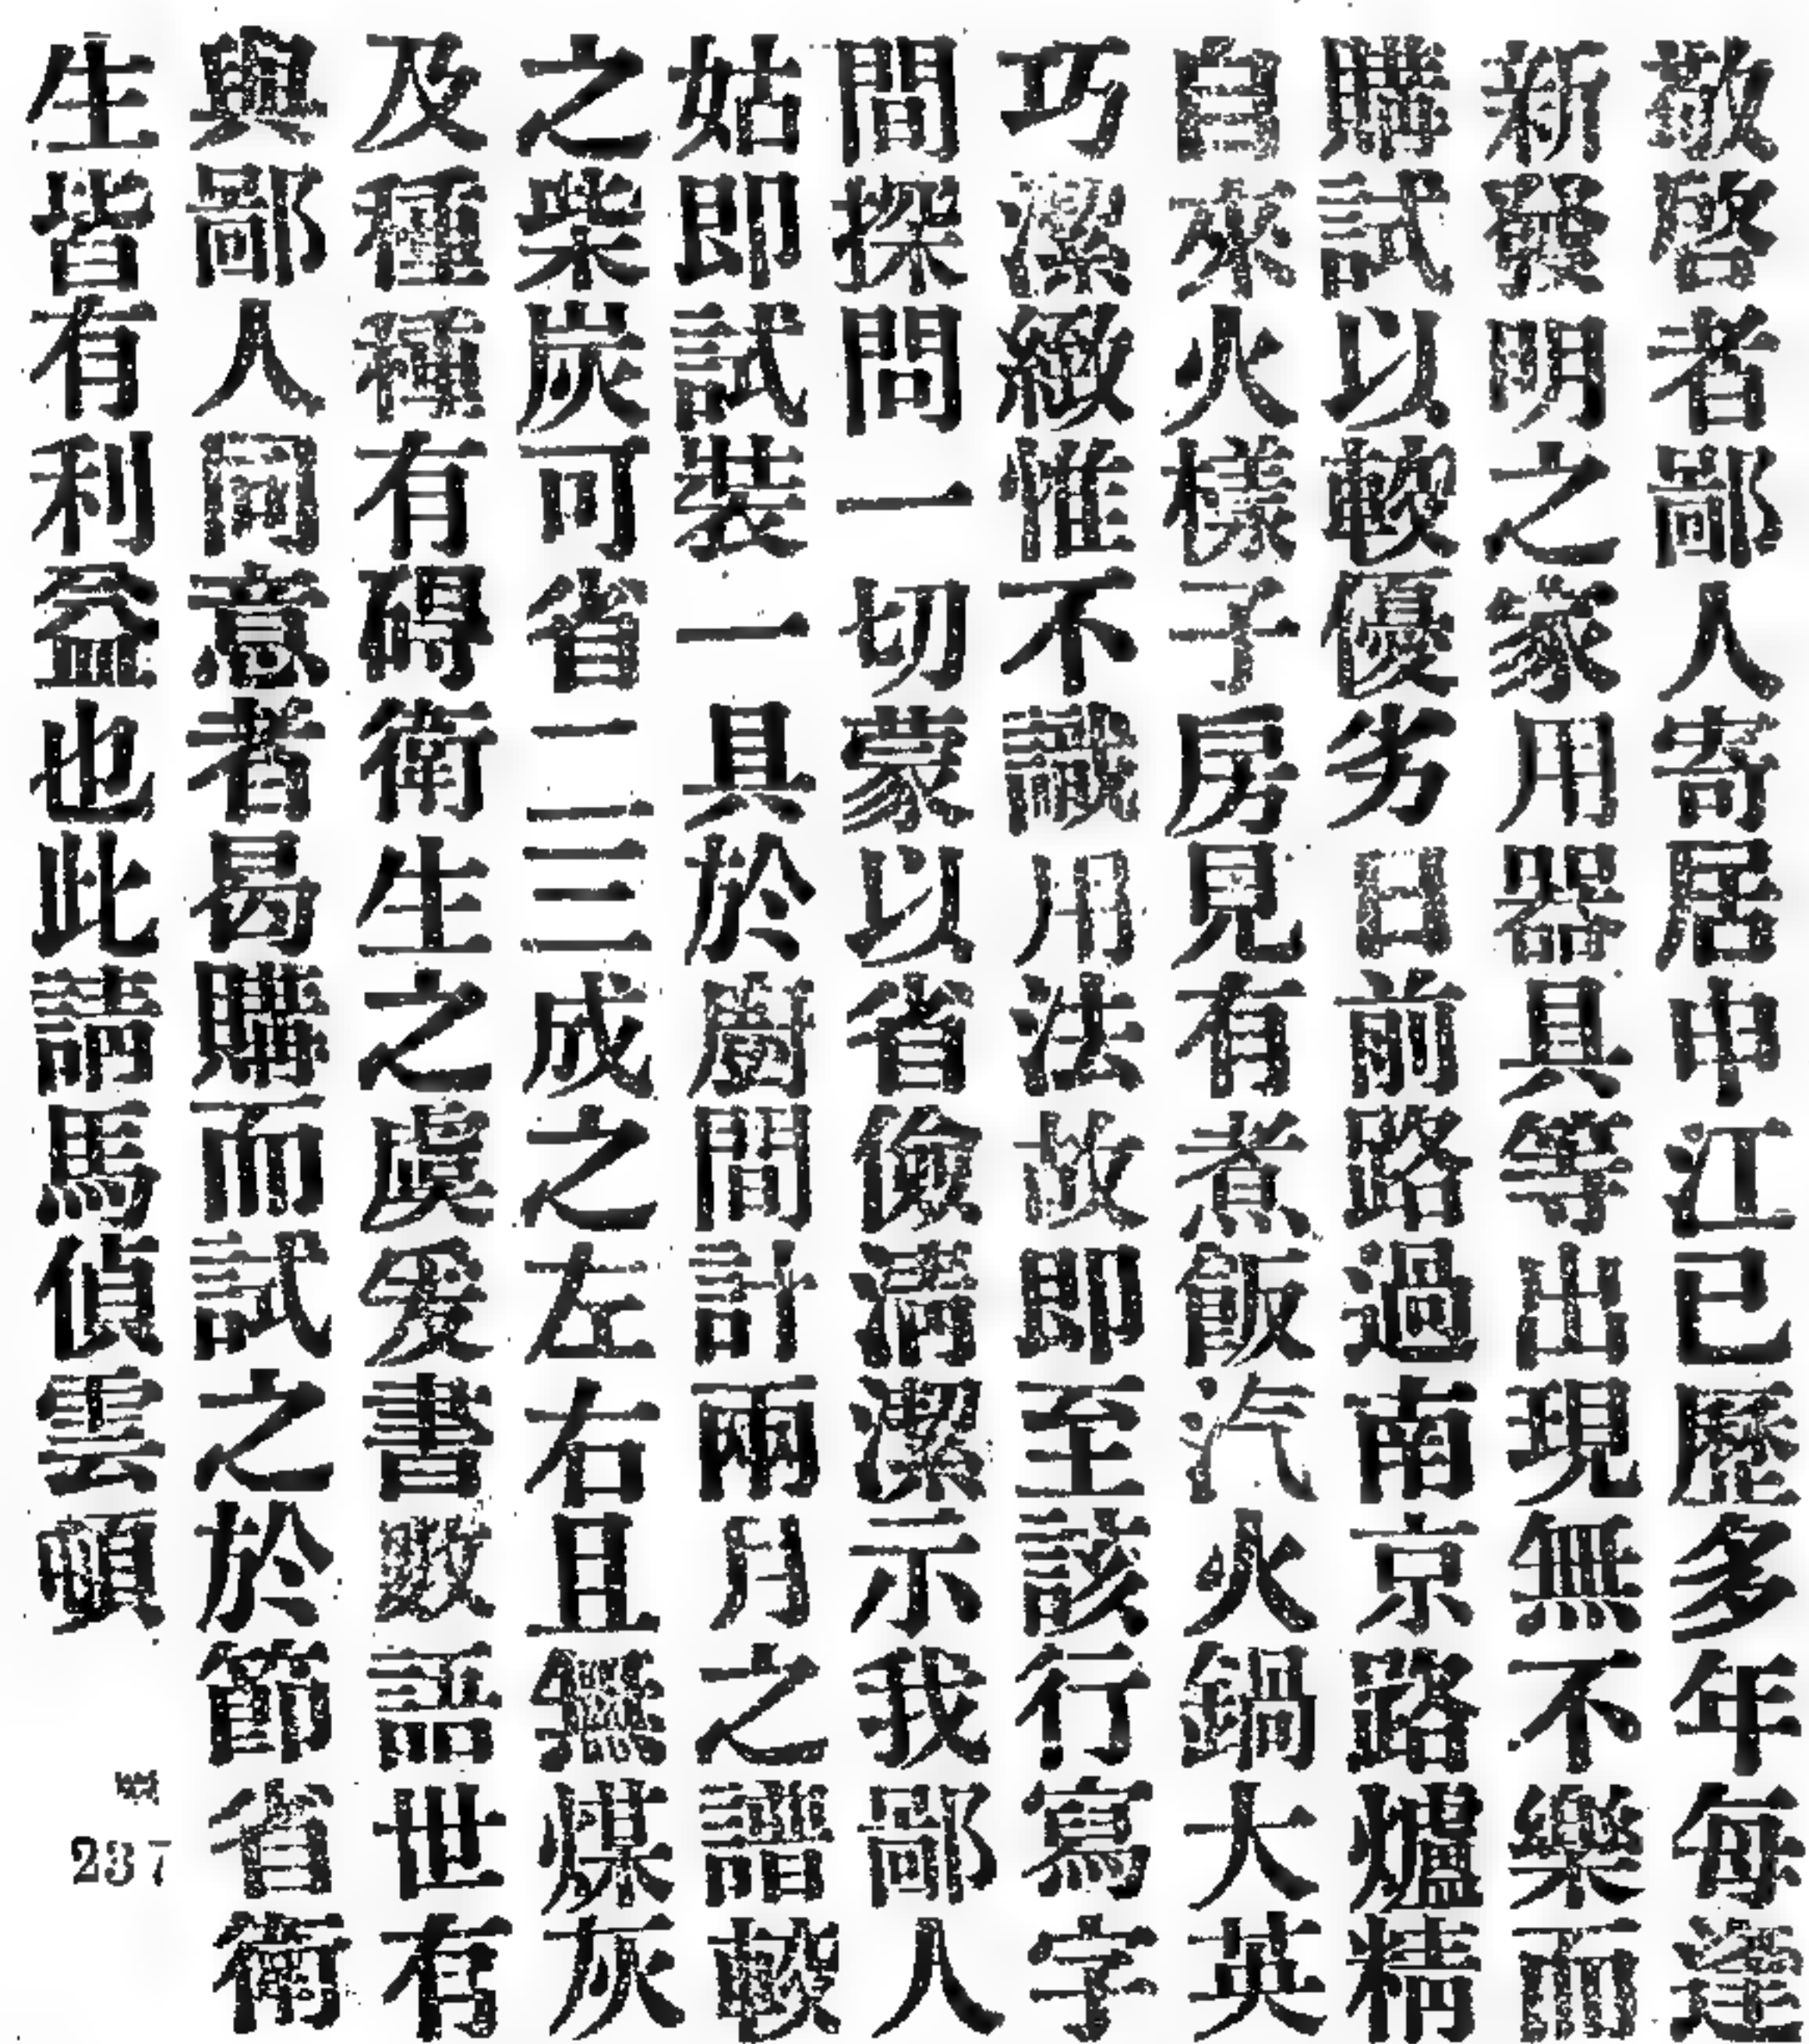 敬啓者鄙人寄居申江已歷多年每逢
新發明之家用器具等出現無不樂而
購試以較優劣日前路過南京路爐精
自來火樣子房見有煮飯汽火鍋大英
巧潔緻惟不識用法故即至該行寫字
間探問一切蒙以省儉清潔示我鄙人
姑即試裝一具於廚間計兩月之譜較
之柴炭可省二三成之左右且無煤灰
及種種有碍衛生之虞爰書數語世有
與鄙人同意者曷購而試之於節省衛
生皆有利益也此請馬偵雲頓
237